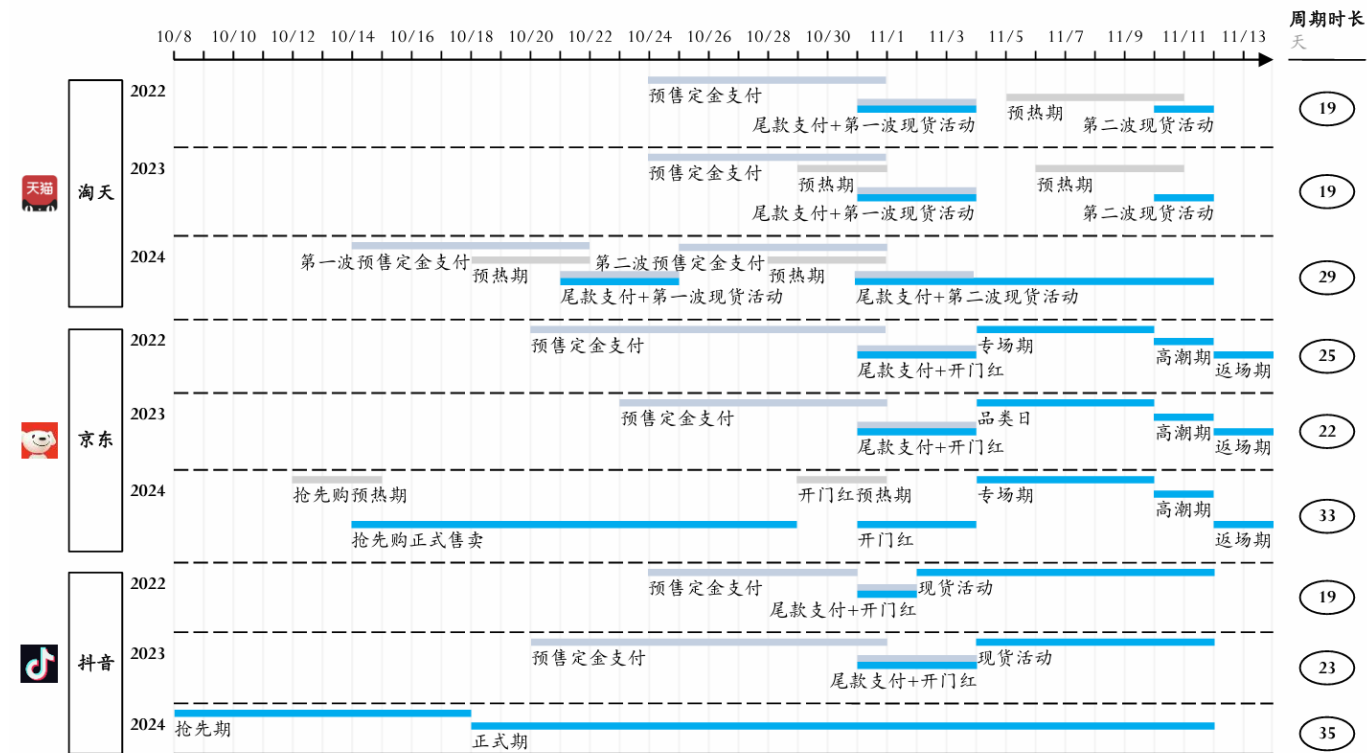 周期时长
天
10/8 10/10 10/12 10/14 10/16 10/18 10/20 10/22 10/24 10/26 10/28 10/30 11/1 11/3 11/5 11/7 11/9 11/11 11/13
天猫
淘天
2022
预售定金支付
尾款支付+第一波现货活动
预热期
第二波现货活动
19
2023
预售定金支付
预热期
尾款支付+第一波现货活动
预热期
第二波现货活动
19
2024
第一波预售定金支付
预热期
尾款支付+第一波现货活动
第二波预售定金支付
预热期
尾款支付+第二波现货活动
29
京东
2022
预售定金支付
尾款支付+开门红
专场期
高潮期
返场期
25
2023
预售定金支付
尾款支付+开门红
品类日
高潮期
返场期
22
2024
抢先购预热期
抢先购正式售卖
开门红预热期
开门红
专场期
高潮期
返场期
33
抖音
2022
预售定金支付
尾款支付+开门红
现货活动
19
2023
预售定金支付
尾款支付+开门红
现货活动
23
2024
抢先期
正式期
35